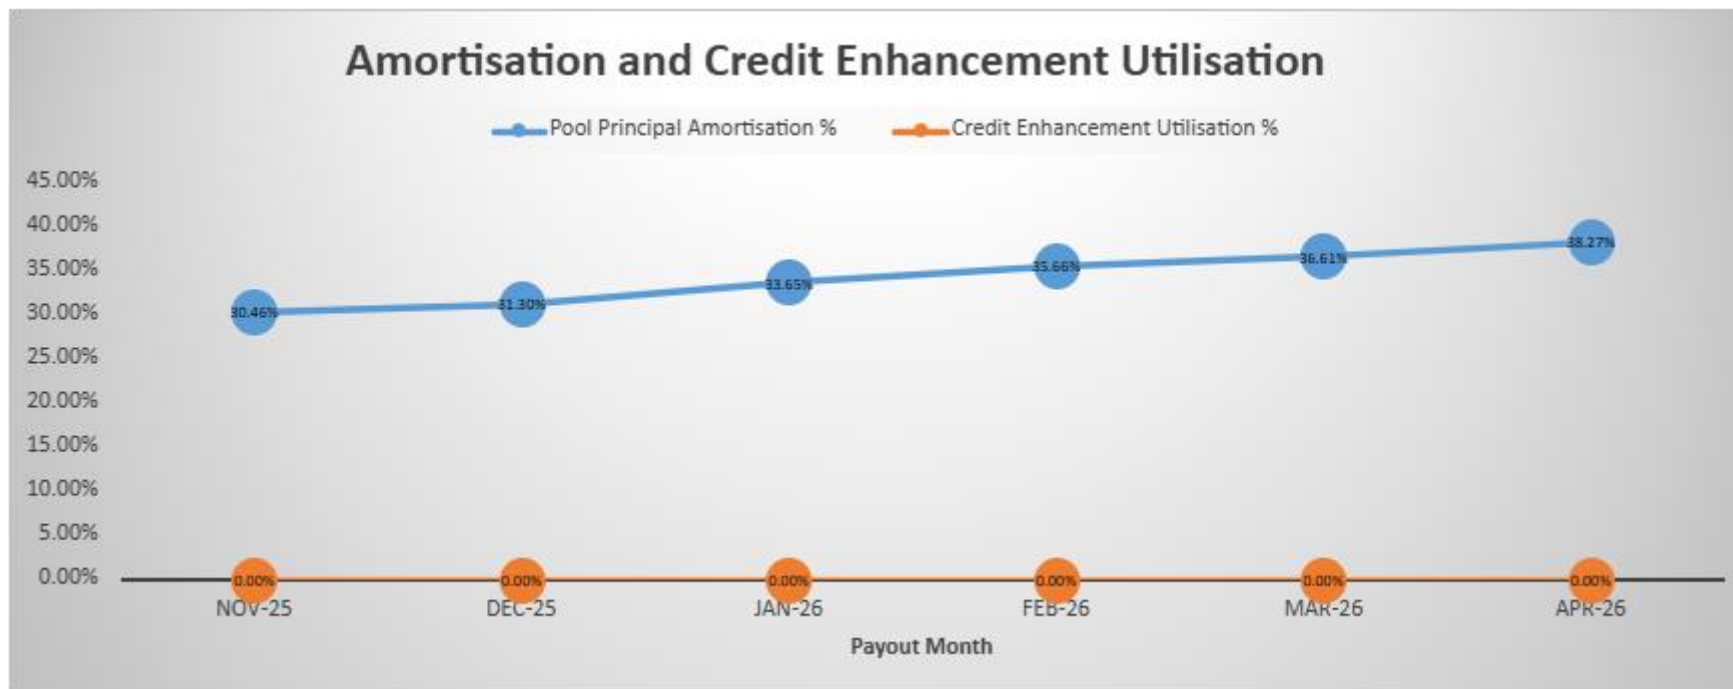 Amortisation and Credit Enhancement Utilisation
Pool Principal Amortisation % Credit Enhancement Utilisation %
45.00%
40.00%
35.00%
30.00%
25.00%
20.00%
15.00%
10.00%
5.00%
0.00%
30.46% 31.30% 33.65% 35.66% 36.61% 38.27%
0.00% 0.00% 0.00% 0.00% 0.00% 0.00%
NOV-25 DEC-25 JAN-26 FEB-26 MAR-26 APR-26
Payout Month